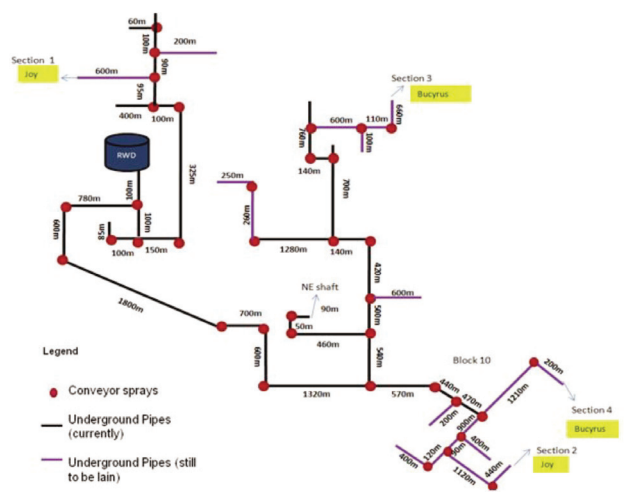 60m
100m
200m
90m
Section 1
Joy
600m
95m
400m
100m
RWD
325m
100m
780m
100m
600m
85m
100m
150m
1800m
Section 3
Bucyrus
600m
110m
660m
760m
100m
140m
700m
250m
260m
1280m
140m
420m
600m
500m
NE shaft
90m
50m
460m
540m
700m
600m
1320m
570m
Block 10
440m
470m
200m
1210m
200m
Section 4
Bucyrus
900m
400m
120m
90m
400m
1120m
440m
Section 2
Joy
Legend
Conveyor sprays
Underground Pipes
(currently)
Underground Pipes (still
to be lain)